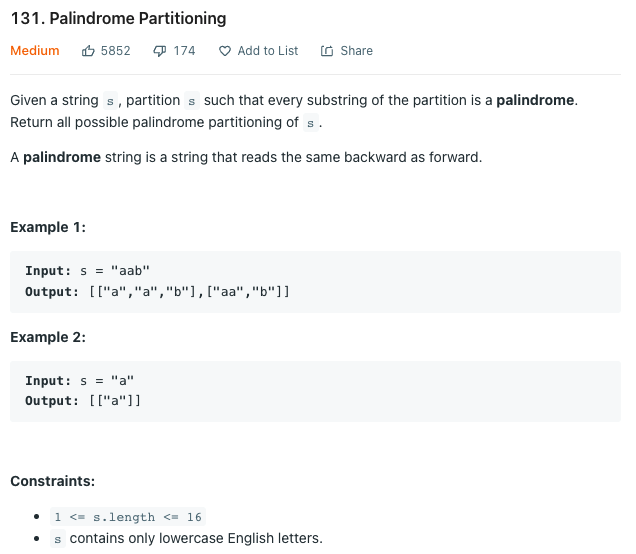 131. Palindrome Partitioning
Medium 5852 174 Add to List Share
Given a string s, partition s such that every substring of the partition is a palindrome.
Return all possible palindrome partitioning of s.
A palindrome string is a string that reads the same backward as forward.
Example 1:
Input: s = "aab"
Output: [["a","a","b"],["aa","b"]]
Example 2:
Input: s = "a"
Output: [["a"]]
Constraints:
• 1 <= s.length <= 16
• s contains only lowercase English letters.